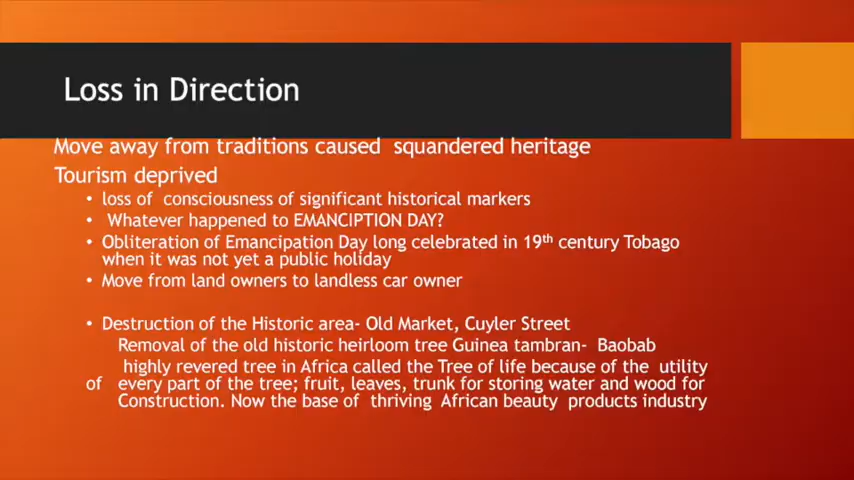 Loss in Direction
Move away from traditions caused squandered heritage
Tourism deprived
• loss of consciousness of significant historical markers
• Whatever happened to EMANCIPTION DAY?
• Obliteration of Emancipation Day long celebrated in 19th century Tobago
when it was not yet a public holiday
• Move from land owners to landless car owner
• Destruction of the Historic area- Old Market, Cuyler Street
Removal of the old historic heirloom tree Guinea tambran- Baobab
highly revered tree in Africa called the Tree of life because of the utility
of every part of the tree; fruit, leaves, trunk for storing water and wood for
Construction. Now the base of thriving African beauty products industry